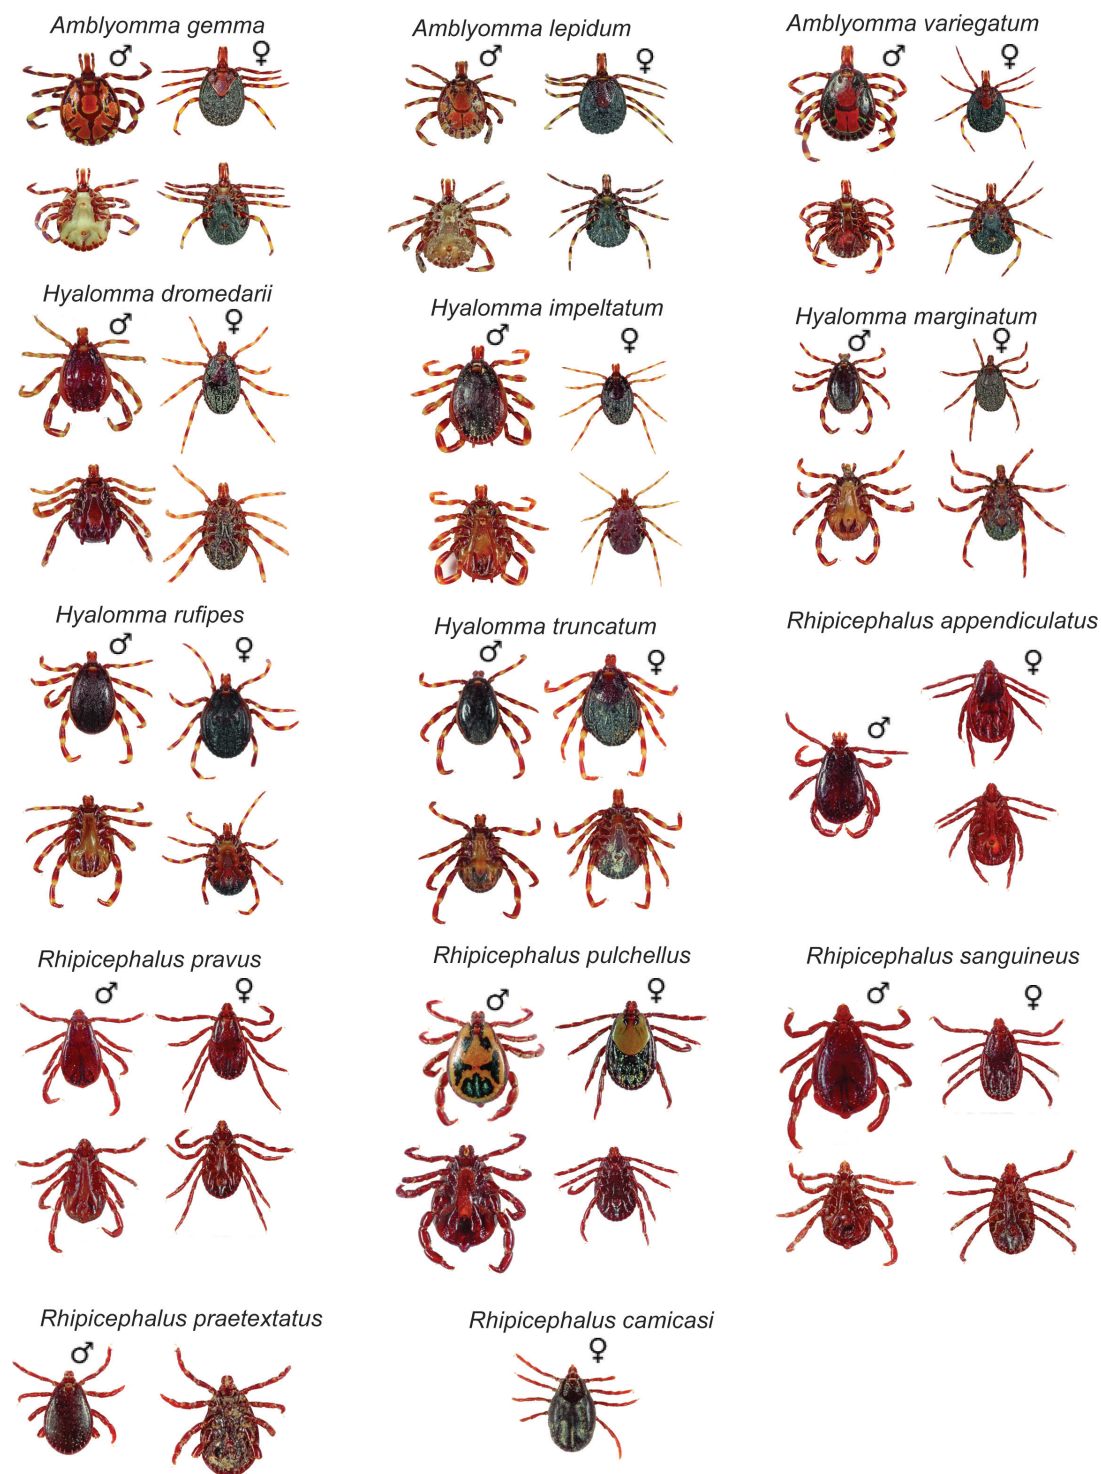 Amblyomma gemma
♂ ♀
Amblyomma lepidum
♂ ♀
Amblyomma variegatum
♂ ♀
Hyalomma dromedarii
♂ ♀
Hyalomma impeltatum
♂ ♀
Hyalomma marginatum
♂ ♀
Hyalomma rufipes
♂ ♀
Hyalomma truncatum
♂ ♀
Rhipicephalus appendiculatus
♂ ♀
Rhipicephalus pravus
♂ ♀
Rhipicephalus pulchellus
♂ ♀
Rhipicephalus sanguineus
♂ ♀
Rhipicephalus praetextatus
♂
Rhipicephalus camicasi
♀